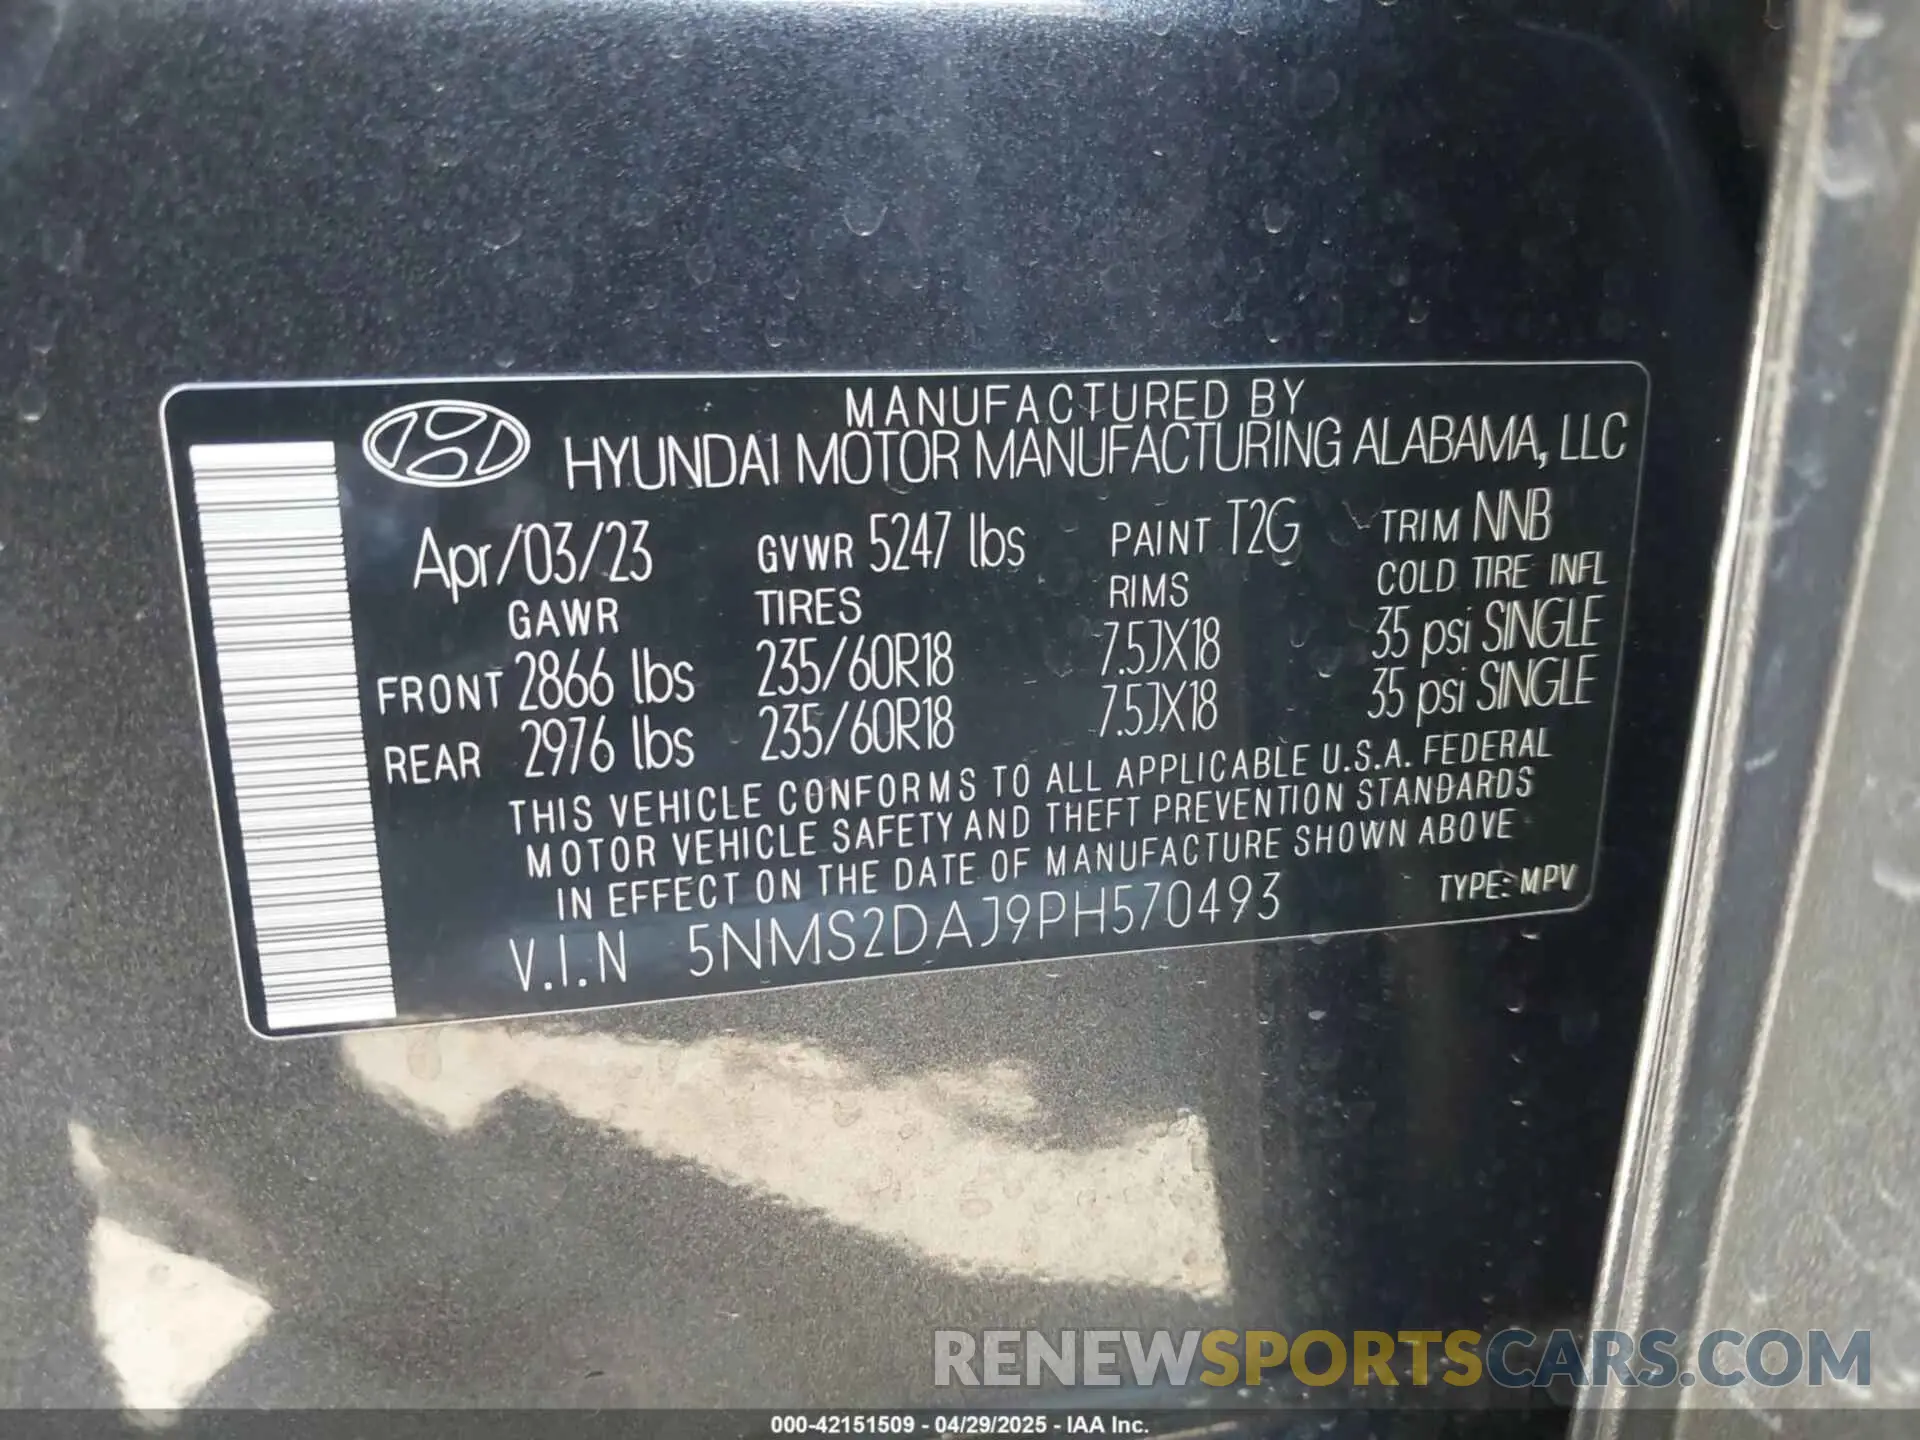 MANUFACTURED BY
HYUNDAI MOTOR MANUFACTURING ALABAMA, LLC
Apr/03/23 GVWR 5247 lbs PAINT T2G TRIM NNB
GAWR TIRES RIMS COLD TIRE INFL
FRONT 2866 lbs 235/60R18 7.5JX18 35 psi SINGLE
REAR 2976 lbs 235/60R18 7.5JX18 35 psi SINGLE
THIS VEHICLE CONFORMS TO ALL APPLICABLE U.S.A. FEDERAL
MOTOR VEHICLE SAFETY AND THEFT PREVENTION STANDARDS
IN EFFECT ON THE DATE OF MANUFACTURE SHOWN ABOVE
V.I.N 5NMS2DAJ9PH570493 TYPE: MPV
RENEWSPORTSCARS.COM
000-42151509 - 04/29/2025 - IAA Inc.